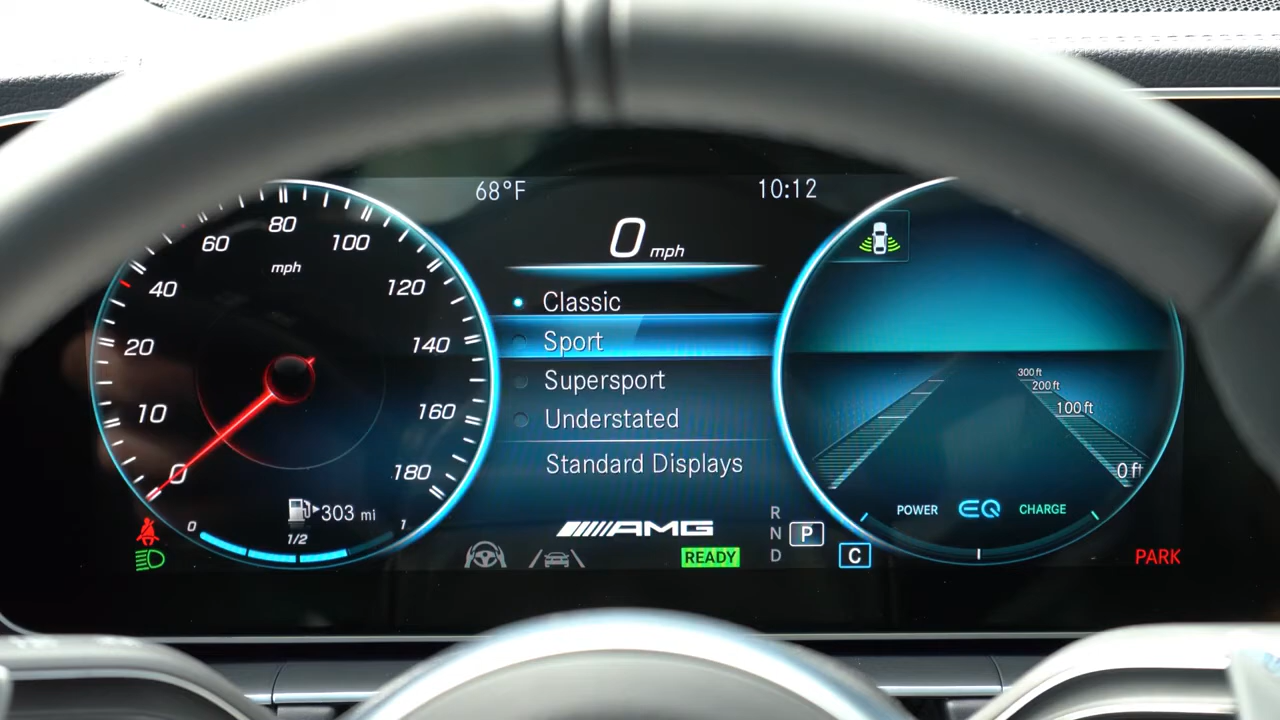 68°F
10:12
0 mph
Classic
Sport
Supersport
Understated
Standard Displays
AMG
READY
R
N
D
P
C
0
10
20
40
60
80
100
120
140
160
180
mph
303 mi
0
1/2
1
300 ft
200 ft
100 ft
0 ft
POWER
EQ
CHARGE
PARK